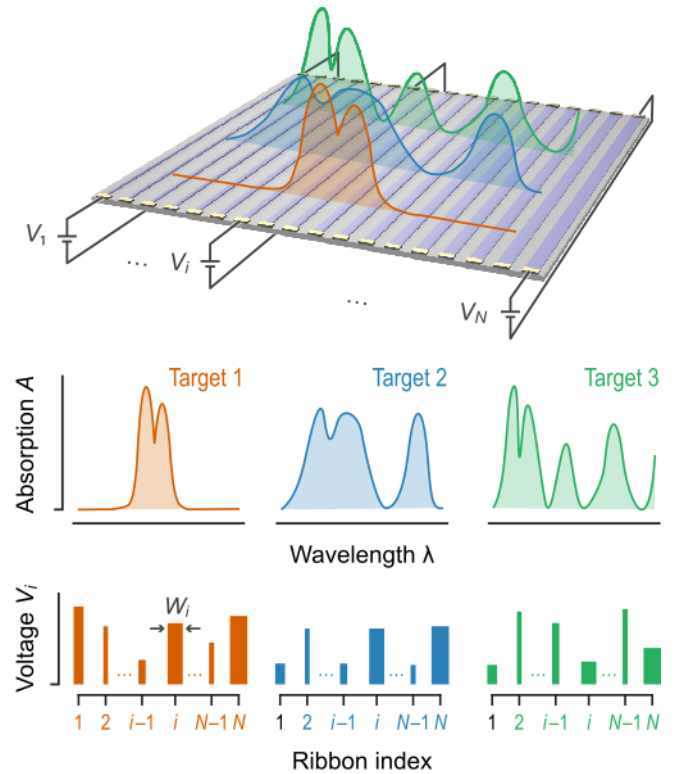 V1 ... Vi ... VN
Target 1 Target 2 Target 3
Absorption A
Wavelength λ
Voltage Vi
Wi
... ... ... ... ... ...
1 2 i–1 i N–1 N 1 2 i–1 i N–1 N 1 2 i–1 i N–1 N
Ribbon index